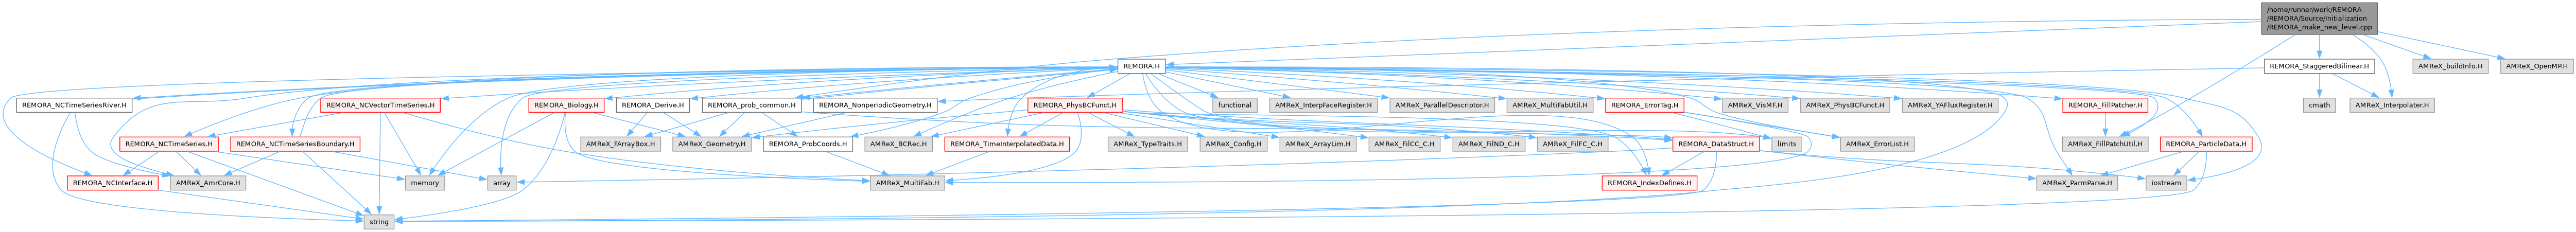 /home/runner/work/REMORA
/REMORA/Source/Initialization
/REMORA_make_new_level.cpp
REMORA.H
REMORA_StaggeredBilinear.H
AMReX_buildInfo.H
AMReX_OpenMP.H
REMORA_NCTimeSeriesRiver.H
REMORA_NCVectorTimeSeries.H
REMORA_Biology.H
REMORA_Derive.H
REMORA_prob_common.H
REMORA_NonperiodicGeometry.H
REMORA_PhysBCFunct.H
functional
AMReX_InterpFaceRegister.H
AMReX_ParallelDescriptor.H
AMReX_MultiFabUtil.H
REMORA_ErrorTag.H
AMReX_VisMF.H
AMReX_PhysBCFunct.H
AMReX_YAFluxRegister.H
REMORA_FillPatcher.H
cmath
AMReX_Interpolater.H
REMORA_NCTimeSeries.H
REMORA_NCTimeSeriesBoundary.H
AMReX_FArrayBox.H
AMReX_Geometry.H
REMORA_ProbCoords.H
AMReX_BCRec.H
REMORA_TimeInterpolatedData.H
AMReX_TypeTraits.H
AMReX_Config.H
AMReX_ArrayLim.H
AMReX_FilCC_C.H
AMReX_FilND_C.H
AMReX_FilFC_C.H
REMORA_DataStruct.H
limits
AMReX_ErrorList.H
AMReX_FillPatchUtil.H
REMORA_ParticleData.H
REMORA_NCInterface.H
AMReX_AmrCore.H
memory
array
AMReX_MultiFab.H
REMORA_IndexDefines.H
AMReX_ParmParse.H
iostream
string